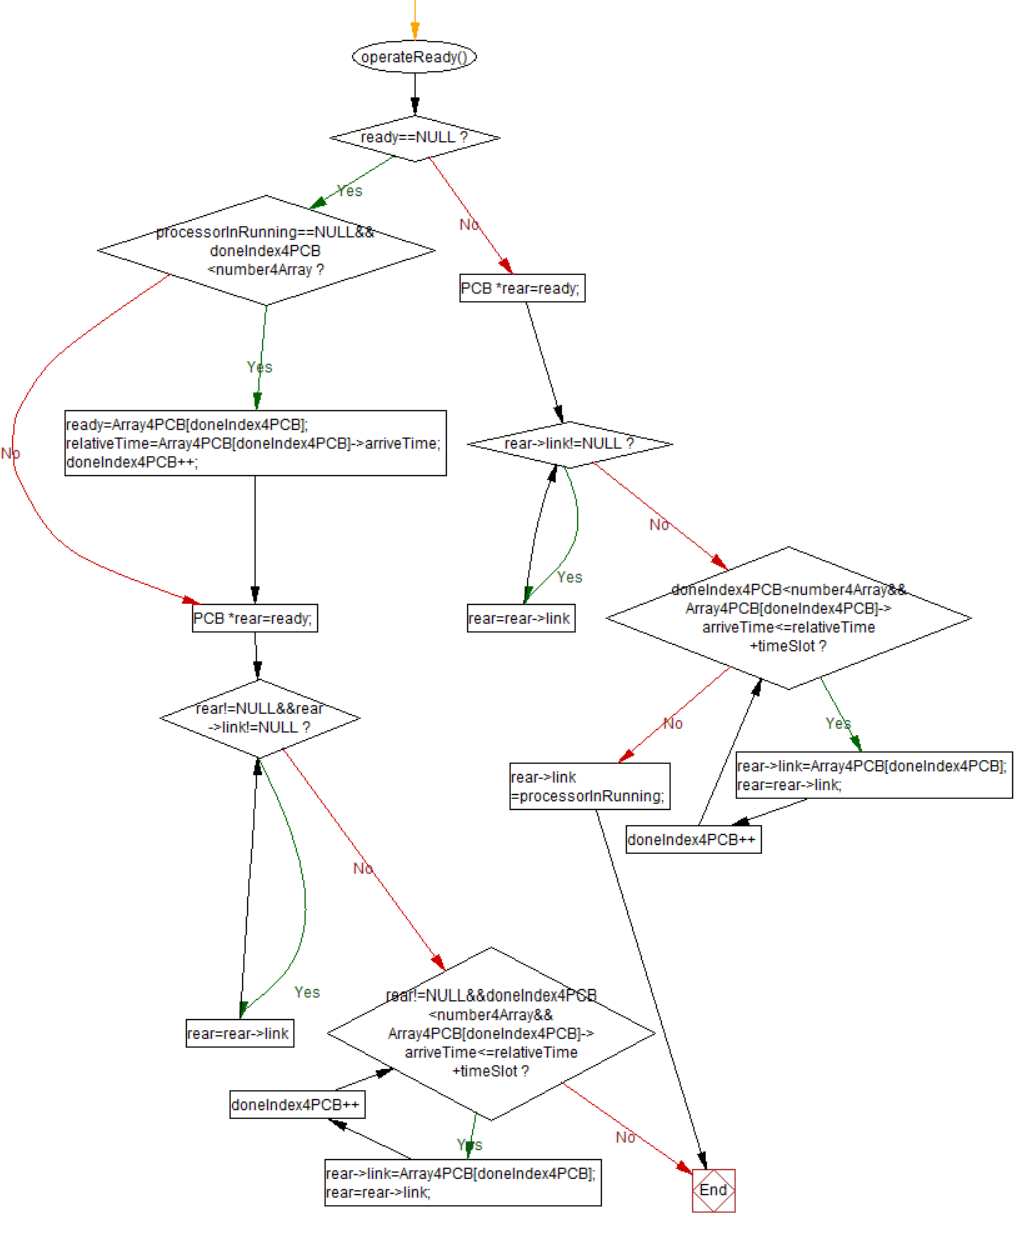 operateReady()
ready==NULL ?
Yes
No
processorInRunning==NULL&&
doneIndex4PCB
<number4Array ?
PCB *rear=ready;
Yes
No
ready=Array4PCB[doneIndex4PCB];
relativeTime=Array4PCB[doneIndex4PCB]->arriveTime;
doneIndex4PCB++;
rear->link!=NULL ?
No
Yes
rear=rear->link
PCB *rear=ready;
doneIndex4PCB<number4Array&&
Array4PCB[doneIndex4PCB]->
arriveTime<=relativeTime
+timeSlot ?
rear!=NULL&&rear
->link!=NULL ?
No
Yes
rear->link
=processorInRunning;
rear->link=Array4PCB[doneIndex4PCB];
rear=rear->link;
doneIndex4PCB++
No
Yes
rear=rear->link
rear!=NULL&&doneIndex4PCB
<number4Array&&
Array4PCB[doneIndex4PCB]->
arriveTime<=relativeTime
+timeSlot ?
doneIndex4PCB++
Yes
No
rear->link=Array4PCB[doneIndex4PCB];
rear=rear->link;
End